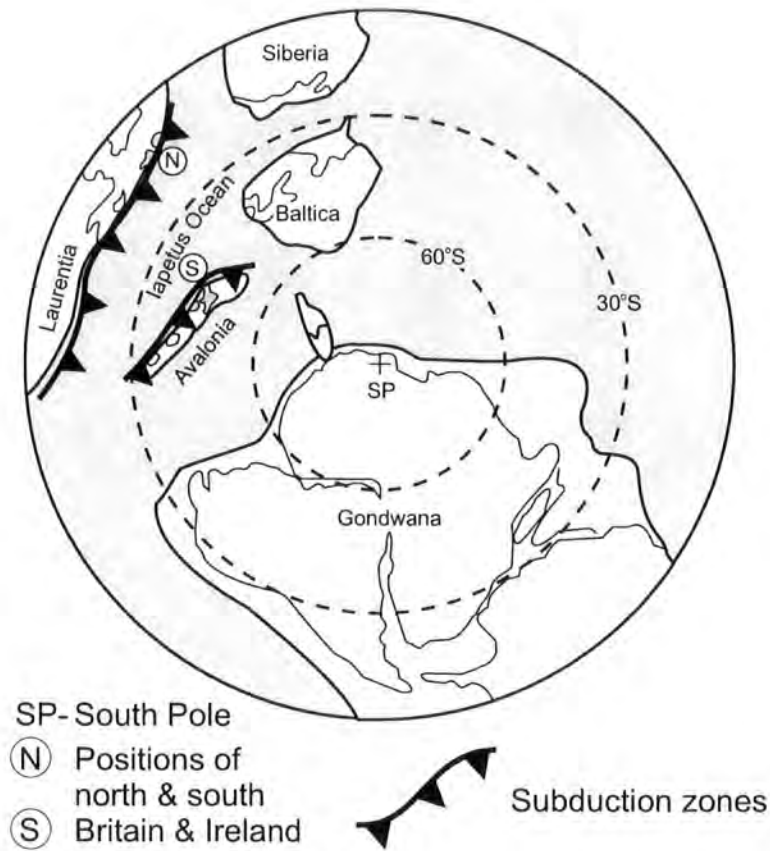 Siberia
N
Iapetus Ocean
Baltica
Laurentia
S
60°S
30°S
Avalonia
SP
Gondwana
SP- South Pole
N Positions of
north & south
S Britain & Ireland
Subduction zones